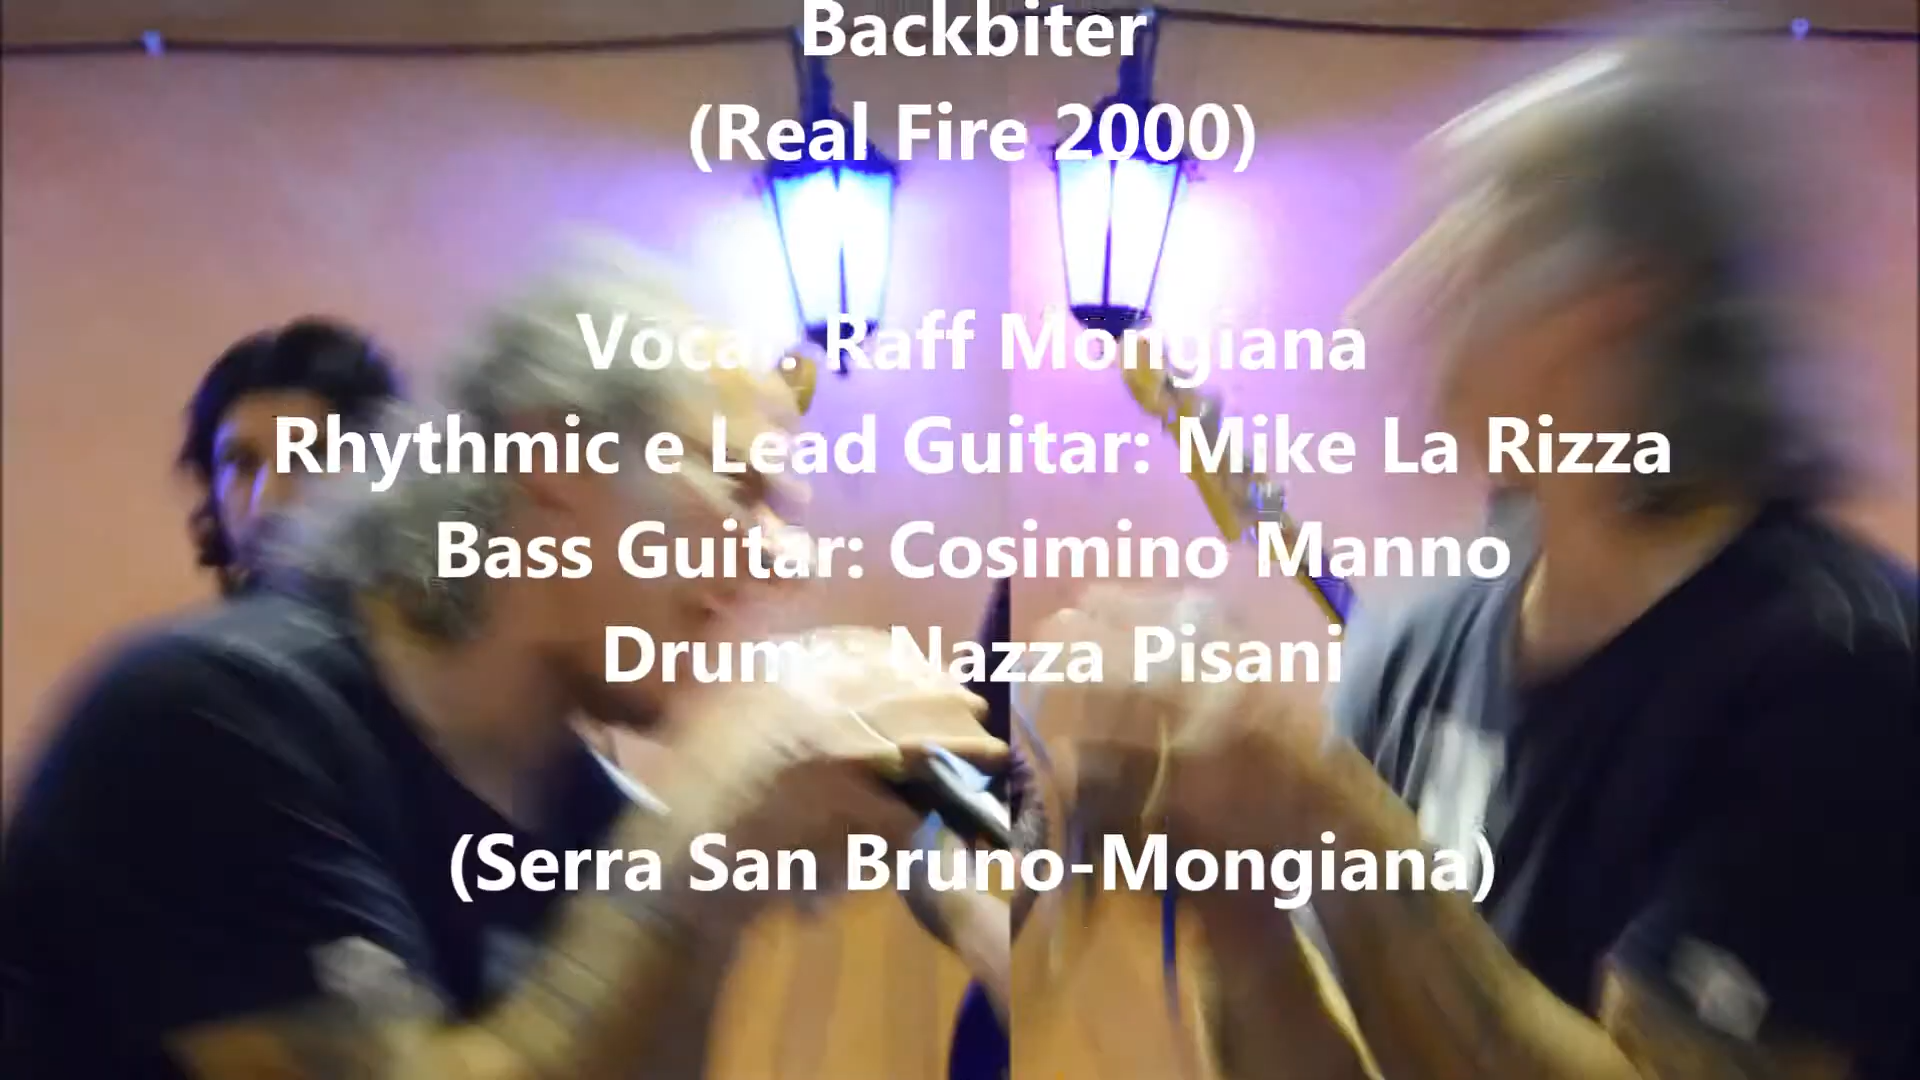 Backbiter
(Real Fire 2000)
Vocal: Raff Mongiana
Rhythmic e Lead Guitar: Mike La Rizza
Bass Guitar: Cosimino Manno
Drums: Nazza Pisani
(Serra San Bruno-Mongiana)